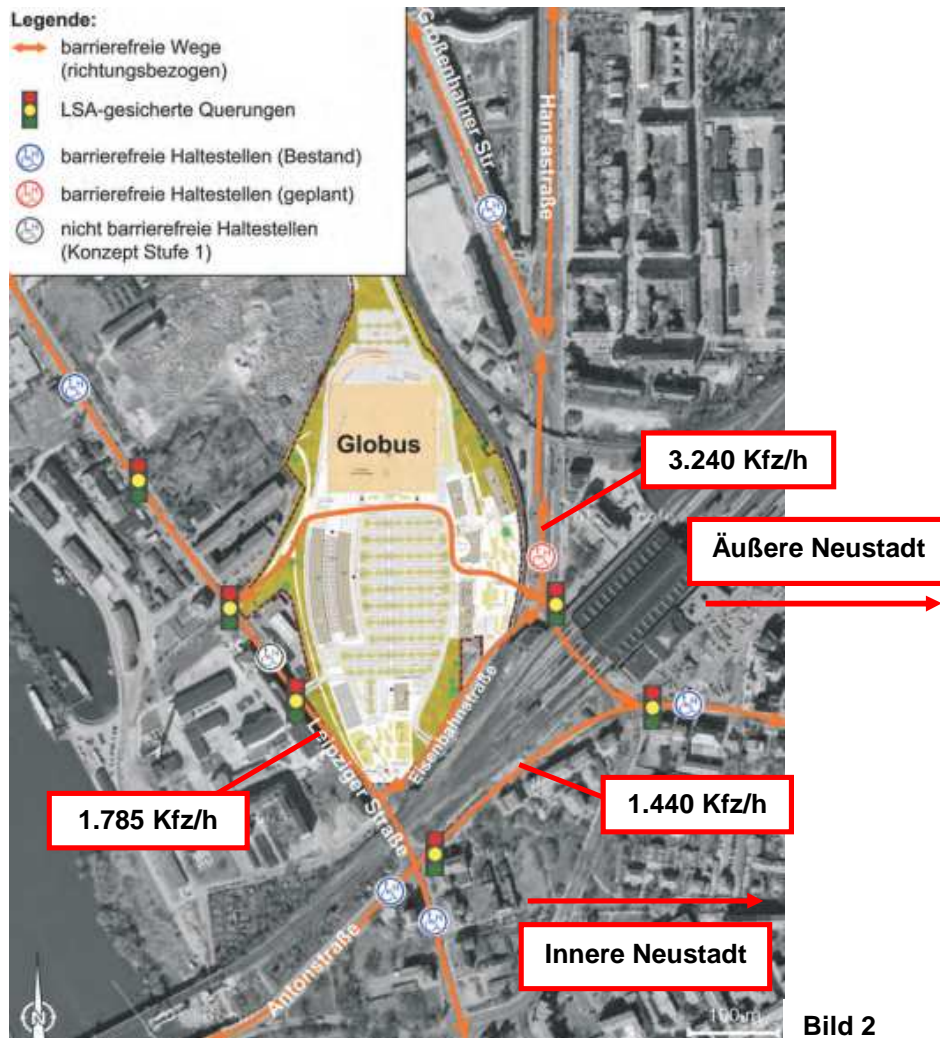 Legende:
barrierefreie Wege
(richtungsbezogen)
LSA-gesicherte Querungen
barrierefreie Haltestellen (Bestand)
barrierefreie Haltestellen (geplant)
nicht barrierefreie Haltestellen
(Konzept Stufe 1)
Großenhainer Str.
Hansastraße
Globus
3.240 Kfz/h
Äußere Neustadt
Eisenbahnstraße
Leipziger Straße
1.785 Kfz/h
1.440 Kfz/h
Antonstraße
Innere Neustadt
N
100 m
Bild 2